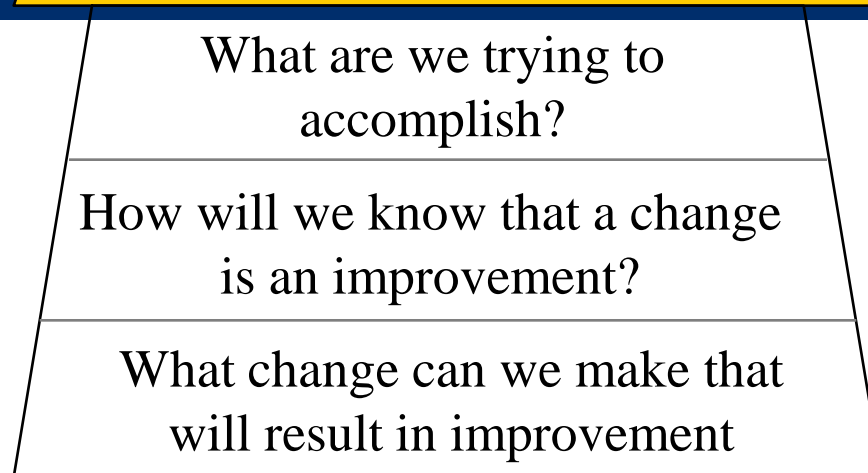 What are we trying to
accomplish?
How will we know that a change
is an improvement?
What change can we make that
will result in improvement